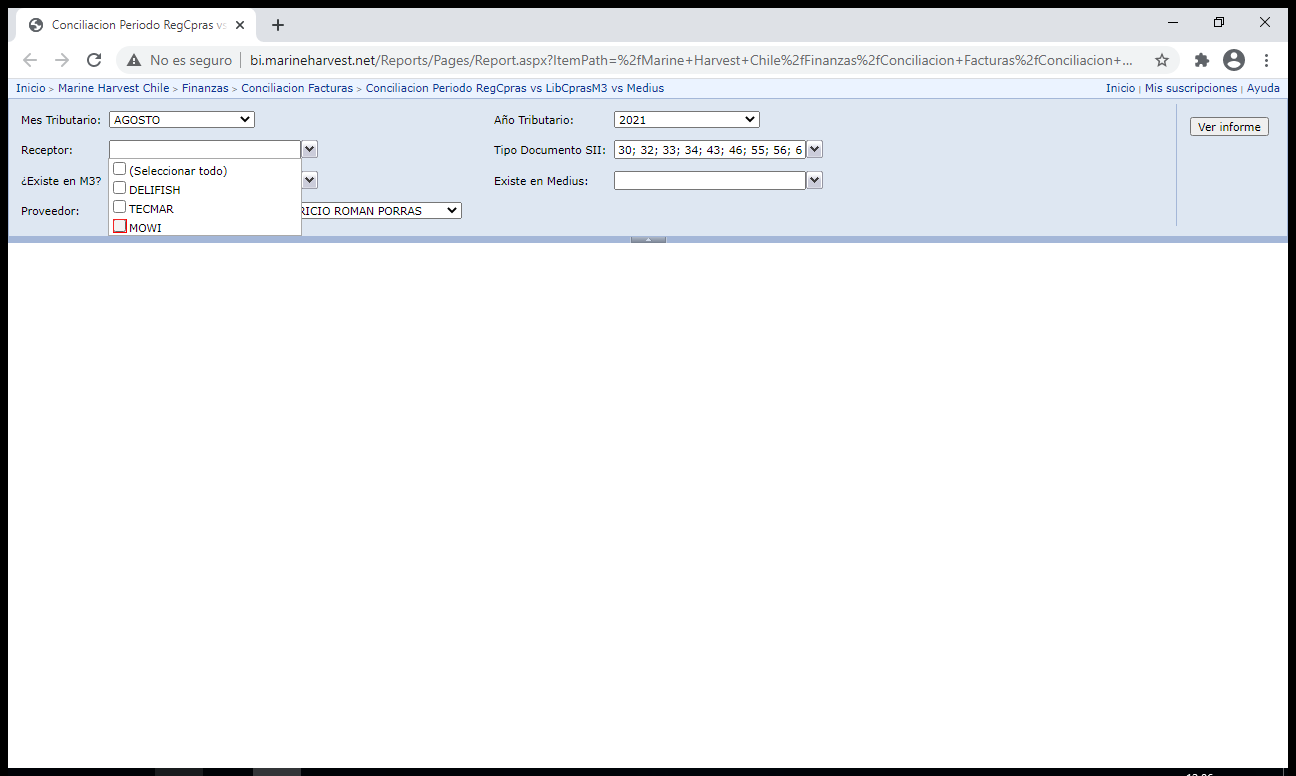 Conciliacion Periodo RegCpras vs
No es seguro bi.marineharvest.net/Reports/Pages/Report.aspx?ItemPath=%2fMarine+Harvest+Chile%2fFinanzas%2fConciliacion+Facturas%2fConciliacion+...
Inicio > Marine Harvest Chile > Finanzas > Conciliacion Facturas > Conciliacion Periodo RegCpras vs LibCprasM3 vs Medius Inicio | Mis suscripciones | Ayuda
Mes Tributario: AGOSTO Año Tributario: 2021
Ver informe
Receptor: Tipo Documento SII: 30; 32; 33; 34; 43; 46; 55; 56; 6
(Seleccionar todo)
¿Existe en M3? Existe en Medius:
DELIFISH
Proveedor: RICIO ROMAN PORRAS
TECMAR
MOWI